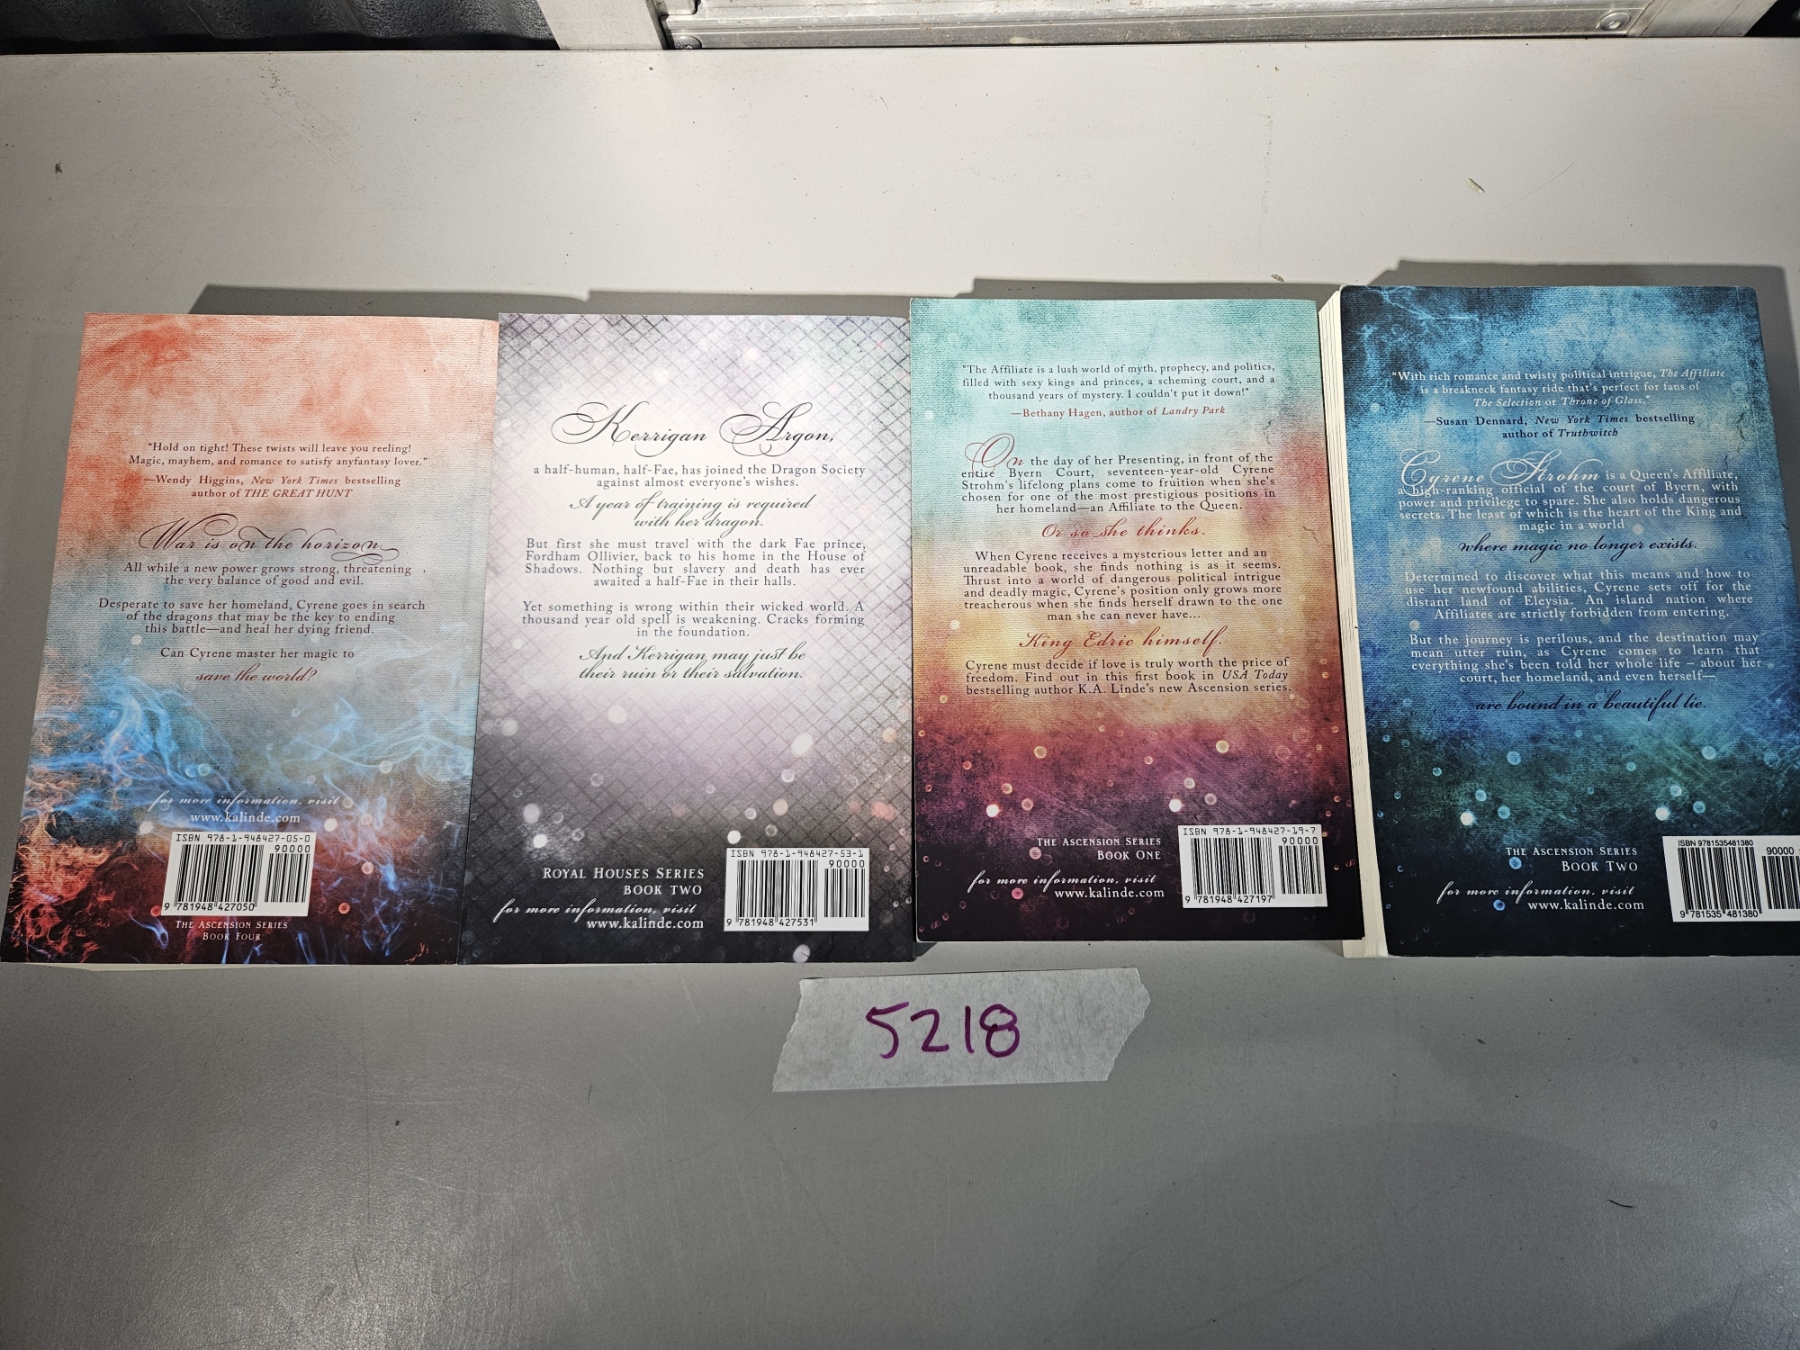 "Hold on tight! These twists will leave you reeling!
Magic, mayhem, and romance to satisfy anyfantasy lover."
—Wendy Higgins, New York Times bestselling
author of THE GREAT HUNT
War is on the horizon.
All while a new power grows strong, threatening
the very balance of good and evil.
Desperate to save her homeland, Cyrene goes in search
of the dragons that may be the key to ending
this battle—and heal her dying friend.
Can Cyrene master her magic to
save the world?
for more information, visit
www.kalinde.com
ISBN 978-1-948427-05-0
90000
9 781948 427050
The Ascension Series
Book Four
Kerrigan Argon,
a half-human, half-Fae, has joined the Dragon Society
against almost everyone's wishes.
A year of training is required
with her dragon.
But first she must travel with the dark Fae prince,
Fordham Ollivier, back to his home in the House of
Shadows. Nothing but slavery and death has ever
awaited a half-Fae in their halls.
Yet something is wrong within their wicked world. A
thousand year old spell is weakening. Cracks forming
in the foundation.
And Kerrigan may just be
their ruin or their salvation.
Royal Houses Series
Book Two
for more information, visit
www.kalinde.com
ISBN 978-1-948427-53-1
90000
9 781948 427531
"The Affiliate is a lush world of myth, prophecy, and politics,
filled with sexy kings and princes, a scheming court, and a
thousand years of mystery. I couldn't put it down!"
—Bethany Hagen, author of Landry Park
On the day of her Presenting, in front of the
entire Byern Court, seventeen-year-old Cyrene
Strohm's lifelong plans come to fruition when she's
chosen for one of the most prestigious positions in
her homeland—an Affiliate to the Queen.
Or so she thinks.
When Cyrene receives a mysterious letter and an
unreadable book, she finds nothing is as it seems.
Thrust into a world of dangerous political intrigue
and deadly magic, Cyrene's position only grows more
treacherous when she finds herself drawn to the one
man she can never have...
King Edric himself.
Cyrene must decide if love is truly worth the price of
freedom. Find out in this first book in USA Today
bestselling author K.A. Linde's new Ascension series.
The Ascension Series
Book One
for more information, visit
www.kalinde.com
ISBN 978-1-948427-19-7
90000
9 781948 427197
"With rich romance and twisty political intrigue, The Affiliate
is a breakneck fantasy ride that's perfect for fans of
The Selection or Throne of Glass."
—Susan Dennard, New York Times bestselling
author of Truthwitch
Cyrene Strohm is a Queen's Affiliate,
a high-ranking official of the court of Byern, with
power and privilege to spare. She also holds dangerous
secrets. The least of which is the heart of the King and
magic in a world
where magic no longer exists.
Determined to discover what this means and how to
use her newfound abilities, Cyrene sets off for the
distant land of Eleysia. An island nation where
Affiliates are strictly forbidden from entering.
But the journey is perilous, and the destination may
mean utter ruin, as Cyrene comes to learn that
everything she's been told her whole life – about her
court, her homeland, and even herself—
are bound in a beautiful lie.
The Ascension Series
Book Two
for more information, visit
www.kalinde.com
ISBN 9781535481380
90000
9 781535 481380
5218